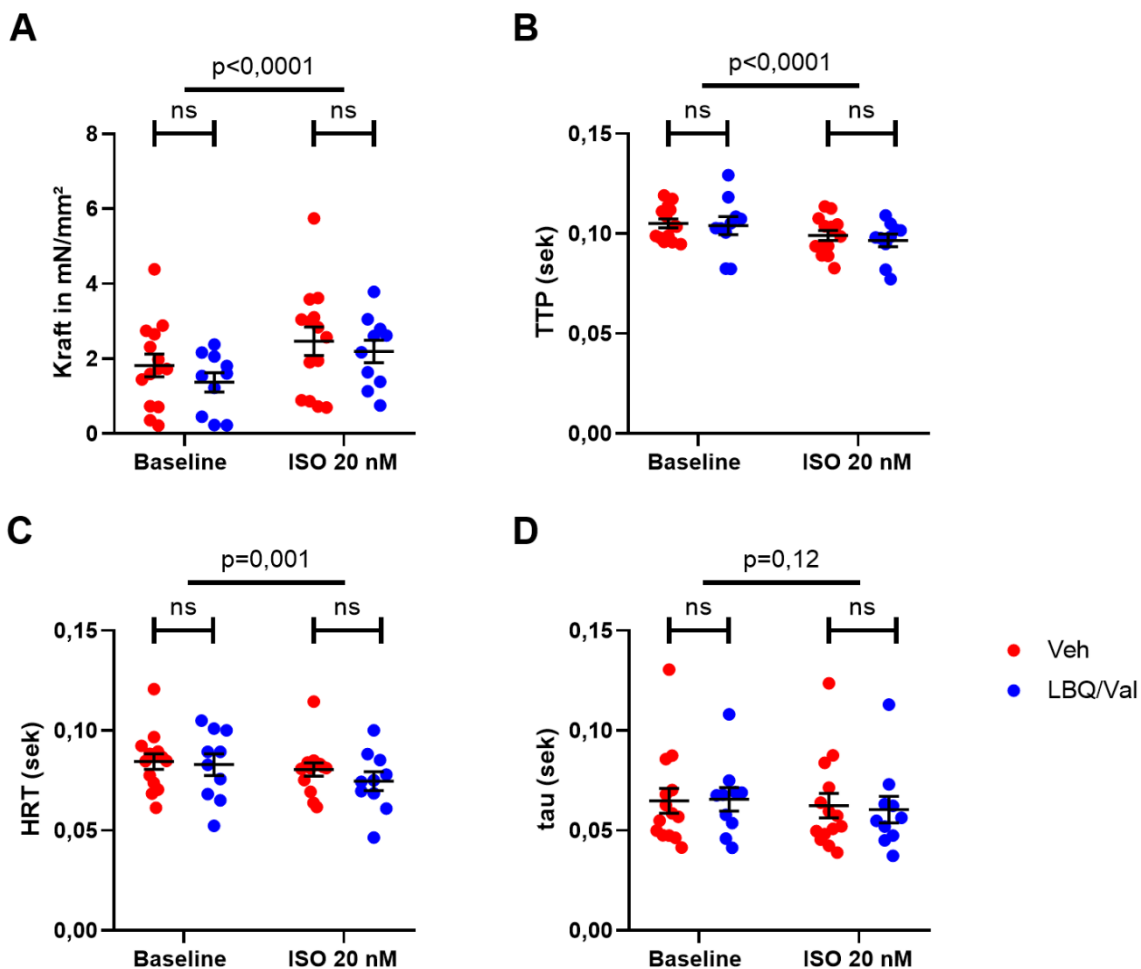 A
p<0,0001
ns
ns
8
6
4
2
0
Kraft in mN/mm²
Baseline
ISO 20 nM
B
p<0,0001
ns
ns
0,15
0,10
0,05
0,00
TTP (sek)
Baseline
ISO 20 nM
C
p=0,001
ns
ns
0,15
0,10
0,05
0,00
HRT (sek)
Baseline
ISO 20 nM
D
p=0,12
ns
ns
0,15
0,10
0,05
0,00
tau (sek)
Baseline
ISO 20 nM
Veh
LBQ/Val